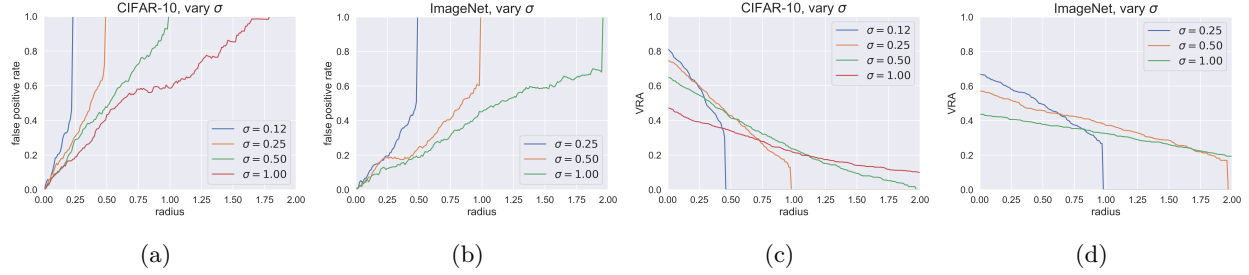 CIFAR-10, vary σ
false positive rate
1.0
0.8
0.6
0.4
0.2
0.0
σ = 0.12
σ = 0.25
σ = 0.50
σ = 1.00
0.00 0.25 0.50 0.75 1.00 1.25 1.50 1.75 2.00
radius
(a)
ImageNet, vary σ
false positive rate
1.0
0.8
0.6
0.4
0.2
0.0
σ = 0.25
σ = 0.50
σ = 1.00
0.00 0.25 0.50 0.75 1.00 1.25 1.50 1.75 2.00
radius
(b)
CIFAR-10, vary σ
VRA
1.0
0.8
0.6
0.4
0.2
0.0
σ = 0.12
σ = 0.25
σ = 0.50
σ = 1.00
0.00 0.25 0.50 0.75 1.00 1.25 1.50 1.75 2.00
radius
(c)
ImageNet, vary σ
VRA
1.0
0.8
0.6
0.4
0.2
0.0
σ = 0.25
σ = 0.50
σ = 1.00
0.00 0.25 0.50 0.75 1.00 1.25 1.50 1.75 2.00
radius
(d)